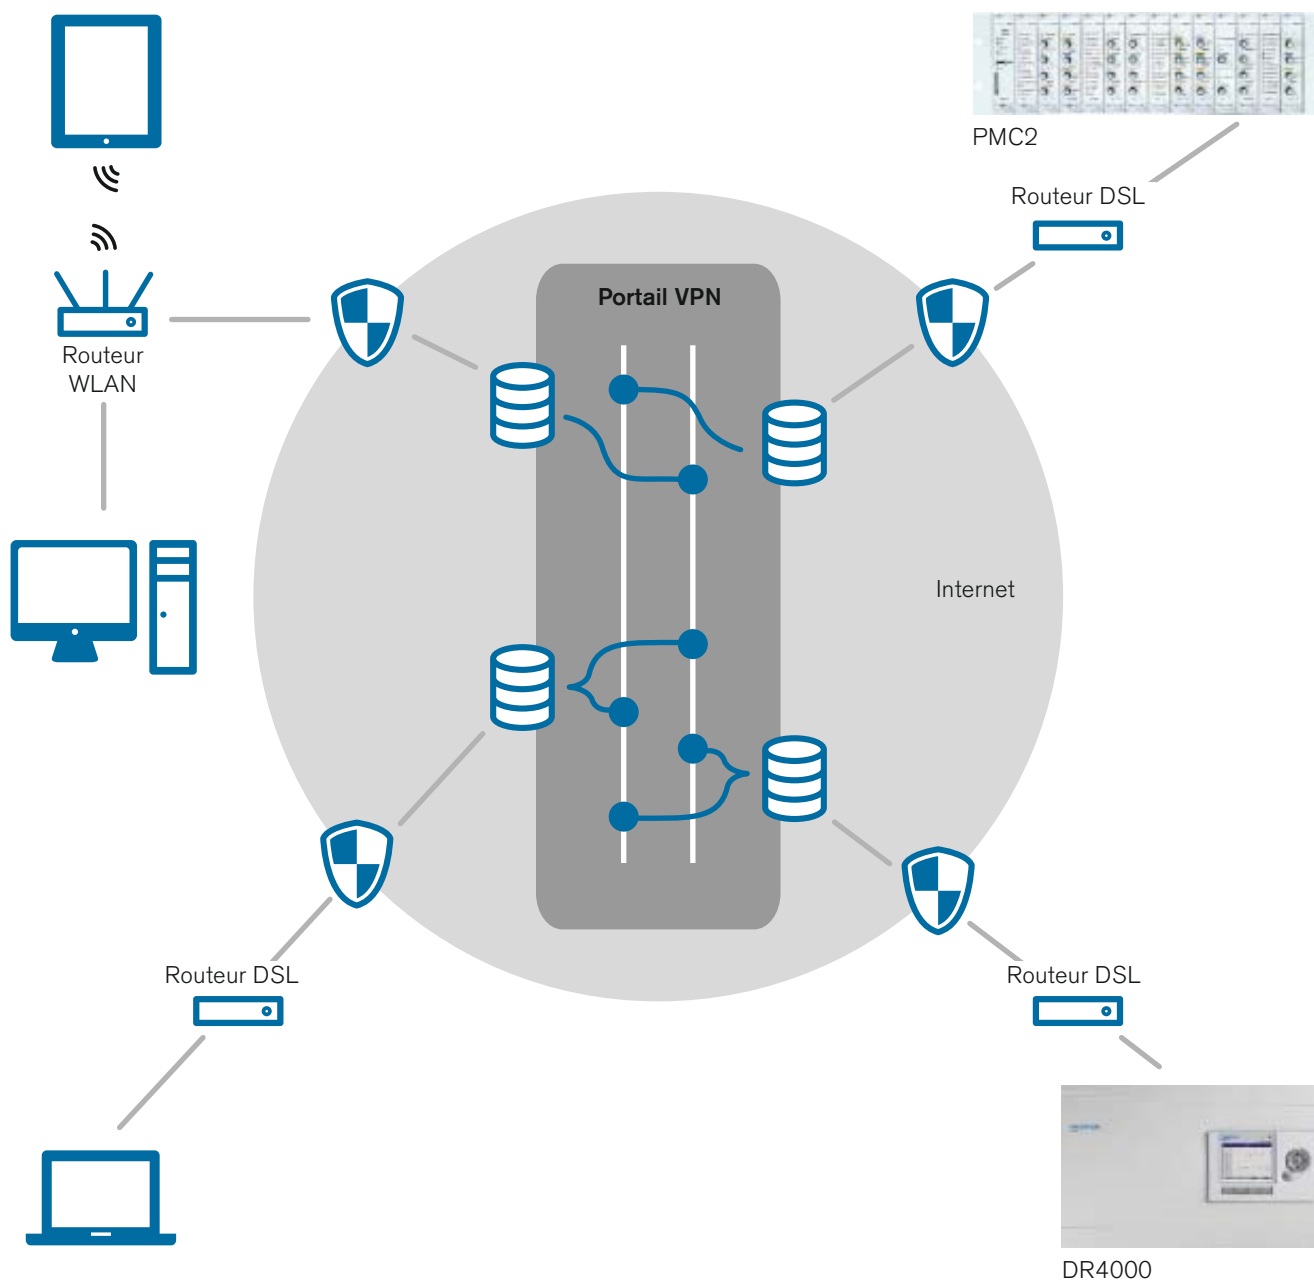 PMC2
Routeur DSL
Portail VPN
Routeur
WLAN
Internet
Routeur DSL
Routeur DSL
DR4000